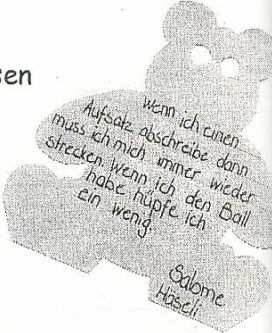 sen
wenn ich einen
Aufsatz abschreibe dann
muss ich mich immer wieder
strecken. Wenn ich den Ball
habe hüpfe ich
ein wenig.
Salome
Häseli